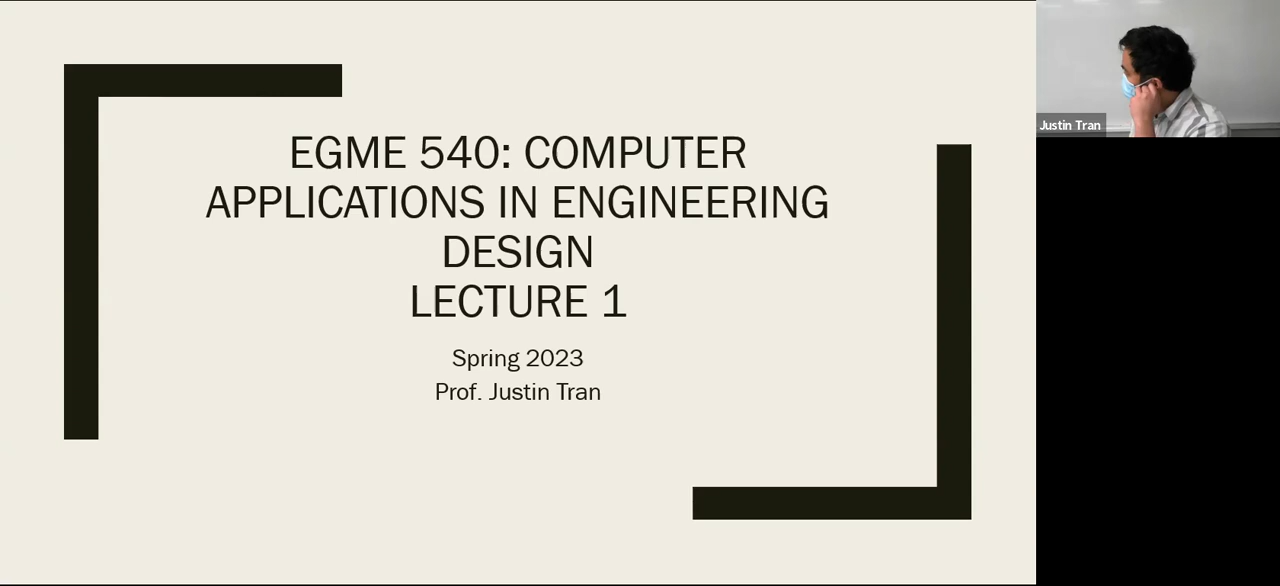 EGME 540: COMPUTER
APPLICATIONS IN ENGINEERING
DESIGN
LECTURE 1
Spring 2023
Prof. Justin Tran
Justin Tran